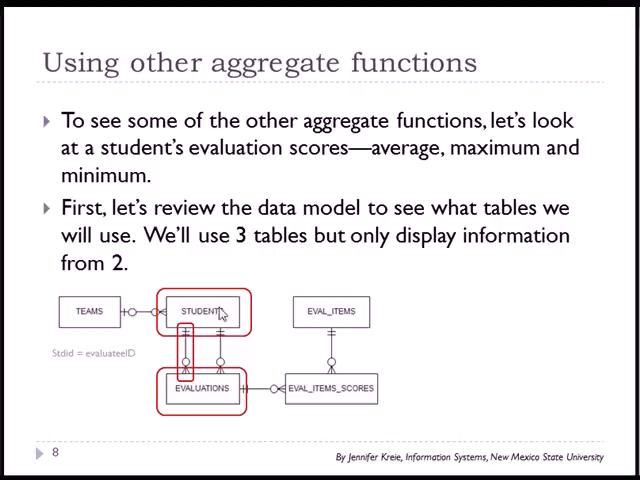 Using other aggregate functions
To see some of the other aggregate functions, let's look
at a student's evaluation scores—average, maximum and
minimum.
First, let's review the data model to see what tables we
will use. We'll use 3 tables but only display information
from 2.
TEAMS
STUDENT
EVAL_ITEMS
Stdid = evaluateeID
EVALUATIONS
EVAL_ITEMS_SCORES
8
By Jennifer Kreie, Information Systems, New Mexico State University